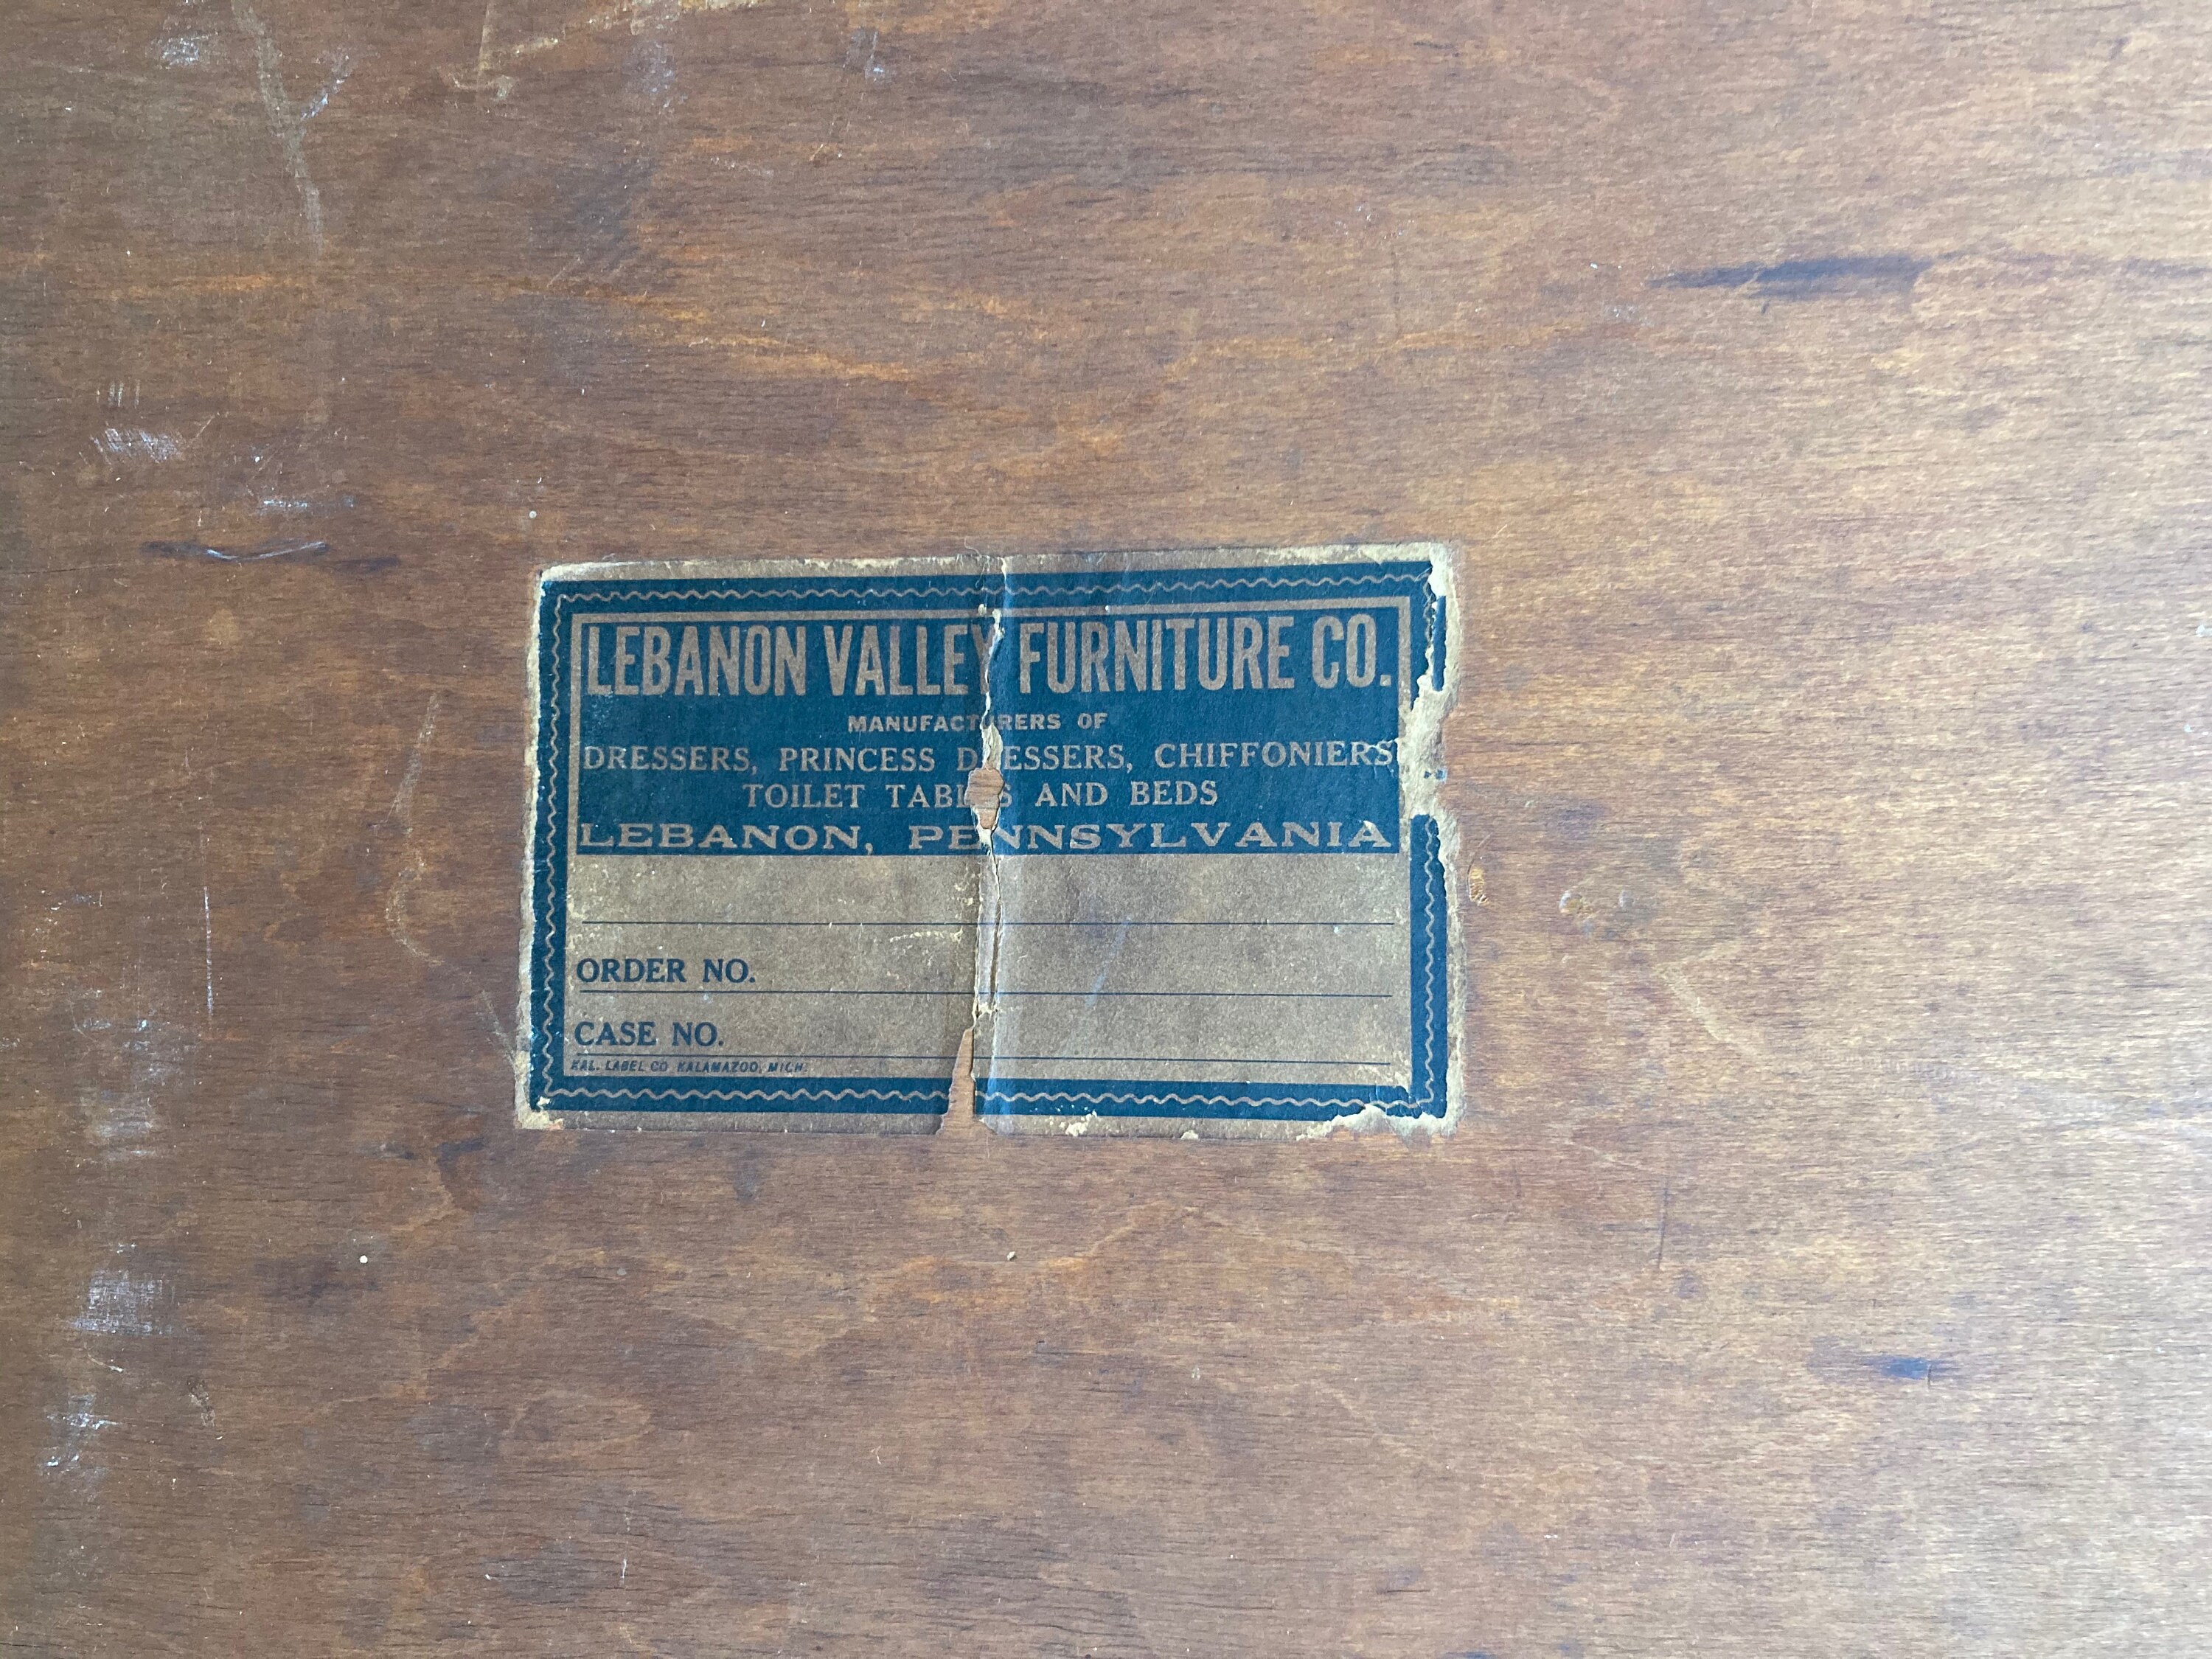 LEBANON VALLEY FURNITURE CO.
MANUFACTURERS OF
DRESSERS, PRINCESS DRESSERS, CHIFFONIERS
TOILET TABLES AND BEDS
LEBANON, PENNSYLVANIA
ORDER NO.
CASE NO.
KAL. LABEL CO. KALAMAZOO, MICH.